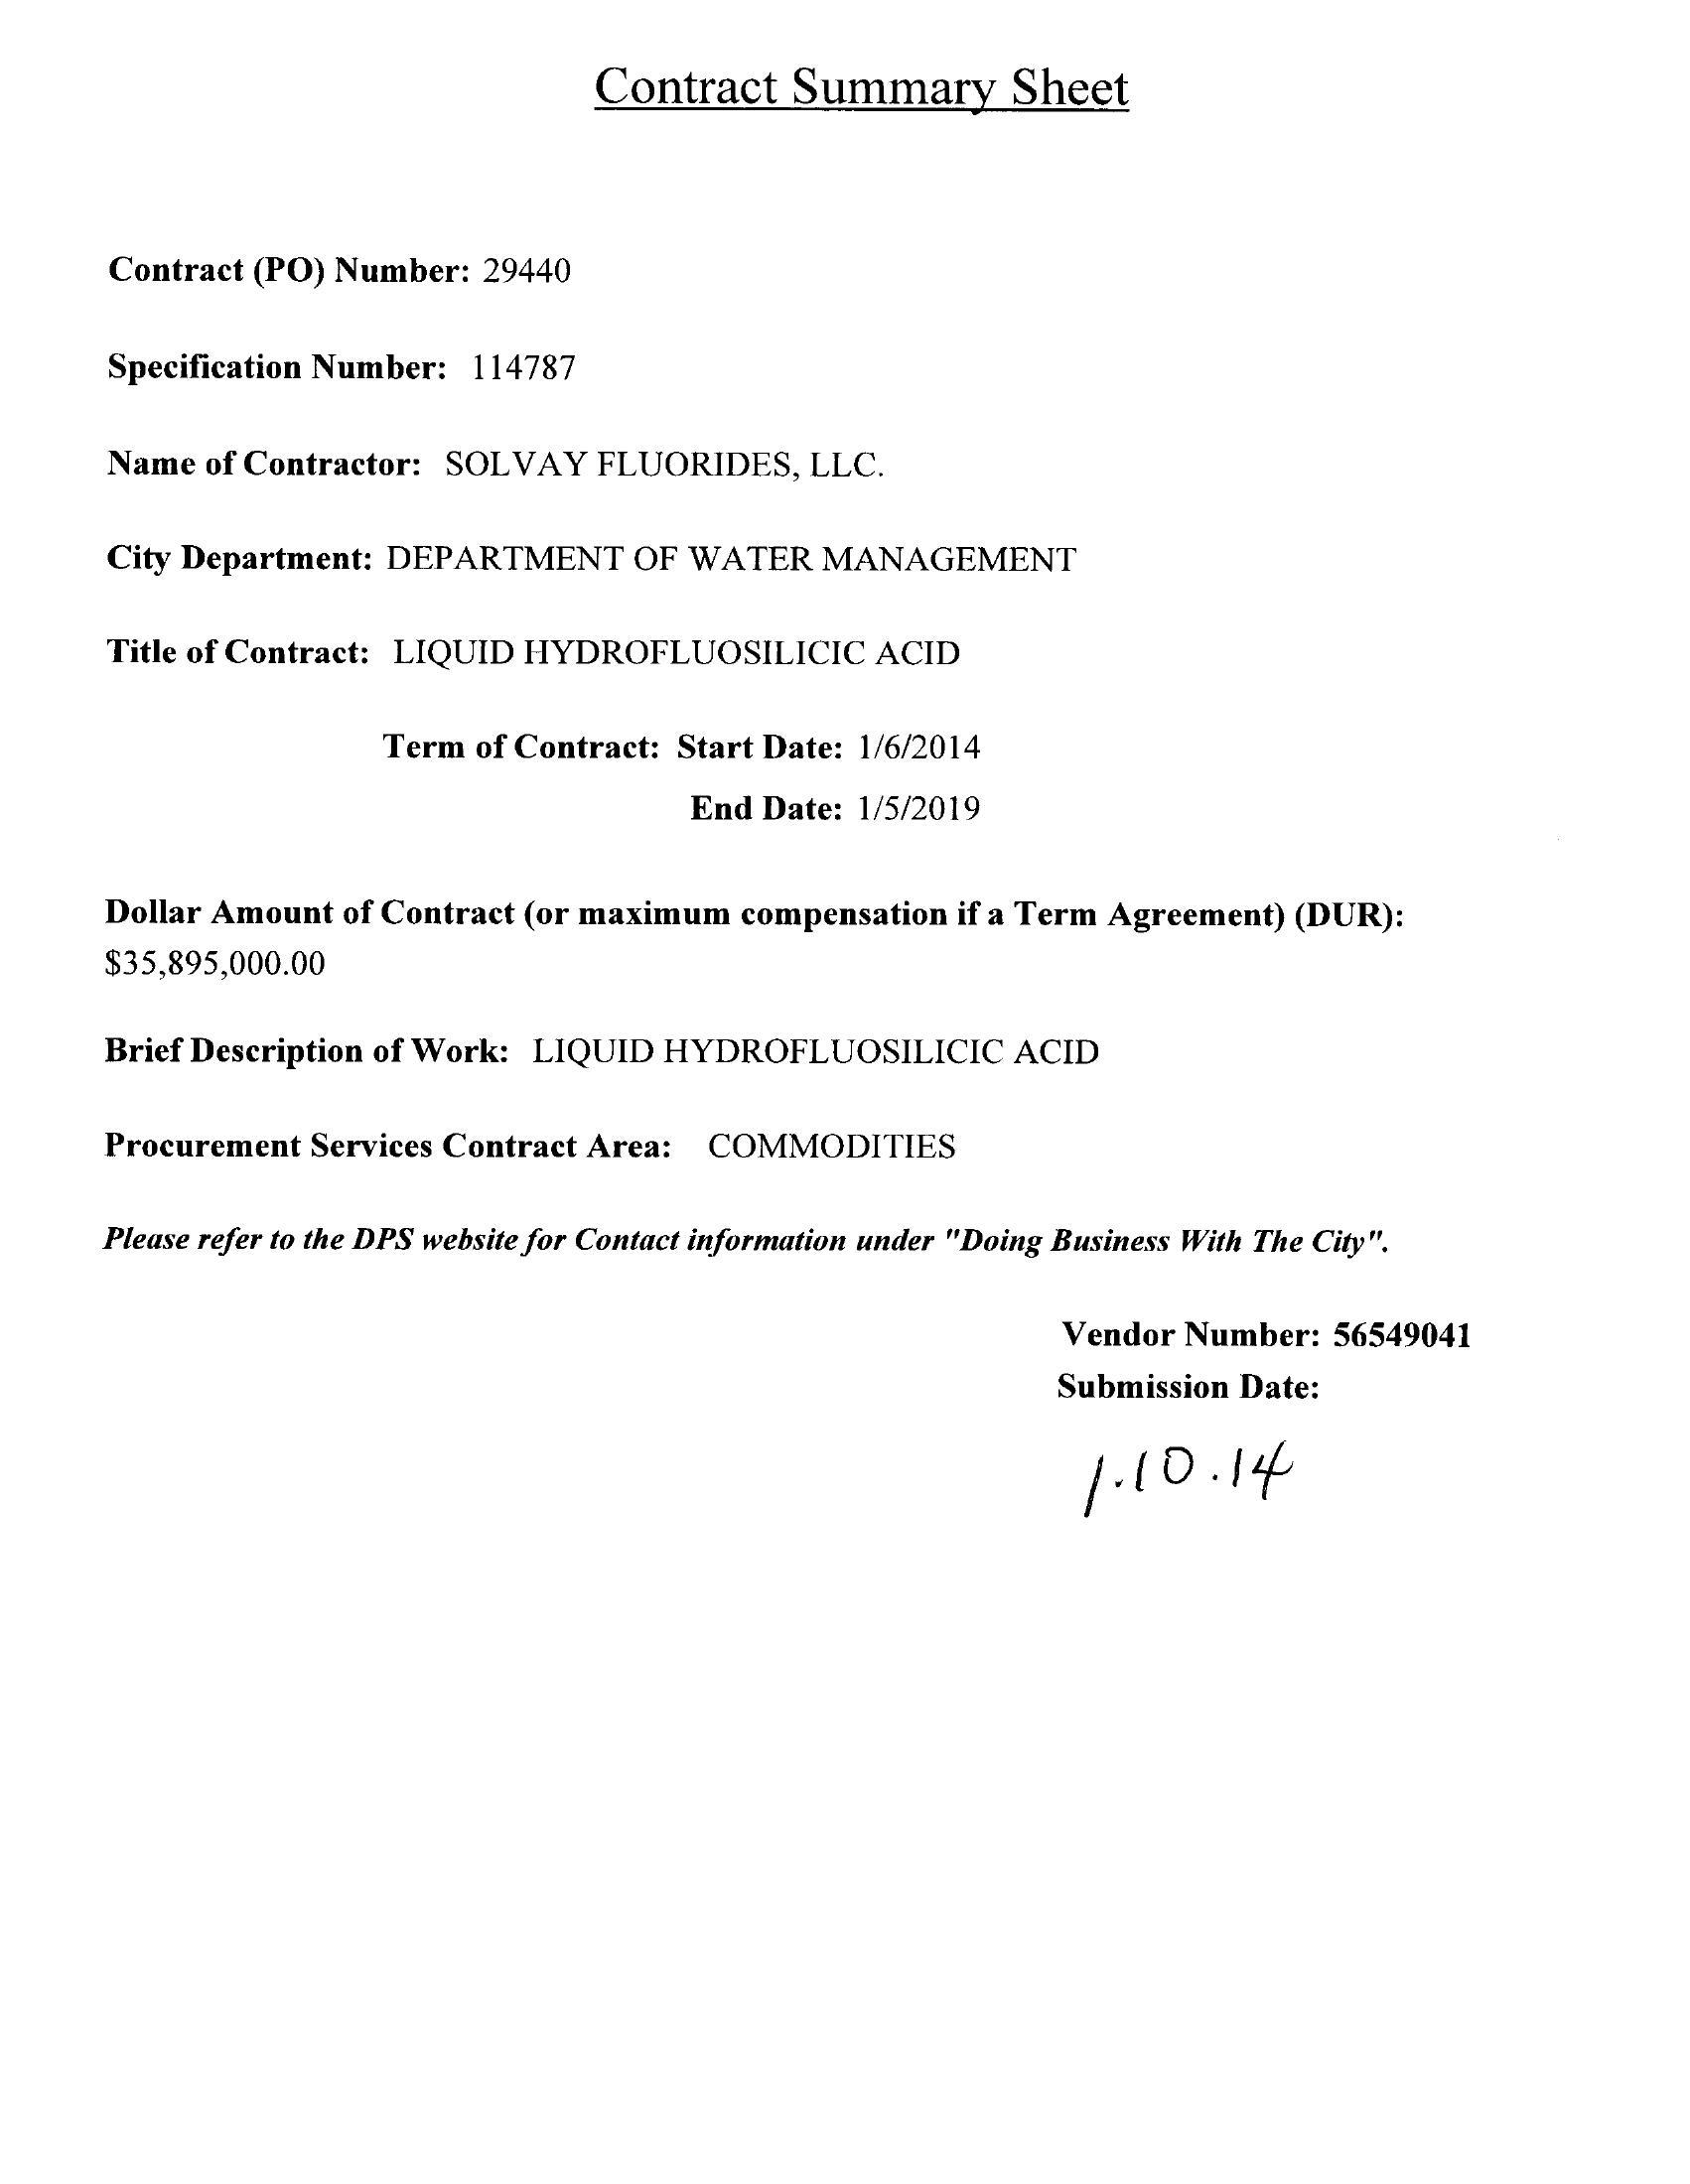 Contract Summary Sheet
Contract (PO) Number: 29440
Specification Number: 114787
Name of Contractor: SOLVAY FLUORIDES, LLC.
City Department: DEPARTMENT OF WATER MANAGEMENT
Title of Contract: LIQUID HYDROFLUOSILICIC ACID
Term of Contract: Start Date: 1/6/2014
End Date: 1/5/2019
Dollar Amount of Contract (or maximum compensation if a Term Agreement) (DUR):
$35,895,000.00
Brief Description of Work: LIQUID HYDROFLUOSILICIC ACID
Procurement Services Contract Area: COMMODITIES
Please refer to the DPS website for Contact information under "Doing Business With The City".
Vendor Number: 56549041
Submission Date:
1.10.14